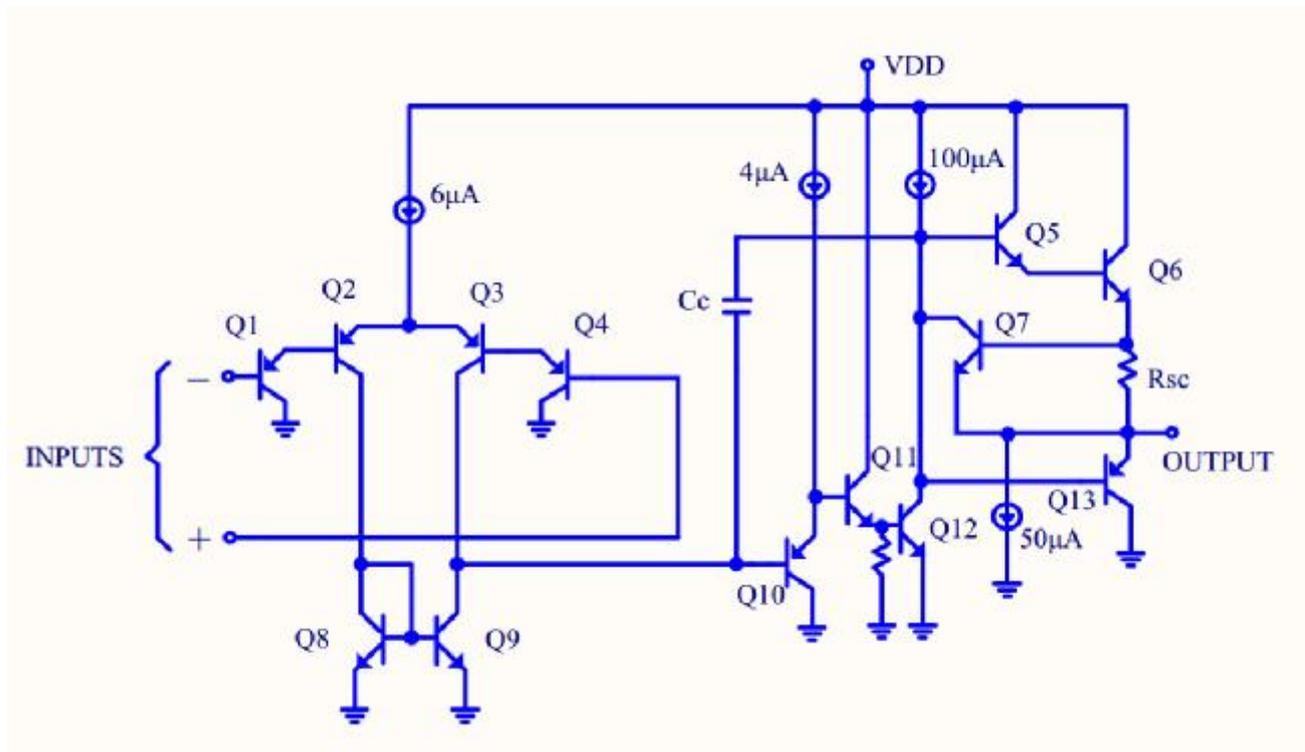 VDD
4μA
100μA
6μA
Q5
Q6
Q2
Q3
Cc
Q1
Q4
Q7
Rsc
−
INPUTS
Q11
OUTPUT
Q13
+
Q12
50μA
Q10
Q8
Q9